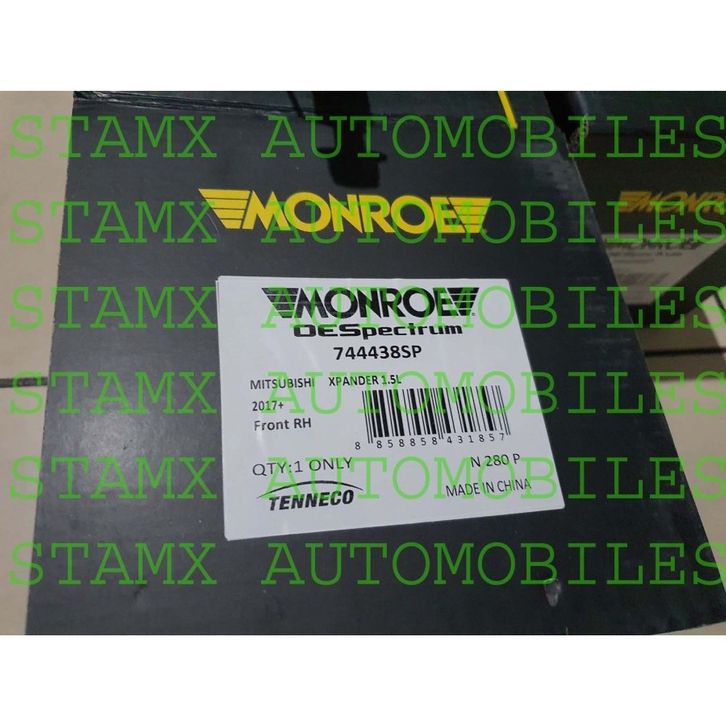 STAMX AUTOMOBILES
MONROE
STAMX AUTOMOBILES
MONROE
STAMX AUTOMOBILES
MONROE
OESpectrum
744438SP
MITSUBISHI XPANDER 1.5L
STAMX AUTOMOBILES
2017+
Front RH
8 858858 431857
QTY:1 ONLY
N 280 P
STAMX AUTOMOBILES
TENNECO
MADE IN CHINA
STAMX AUTOMOBILES